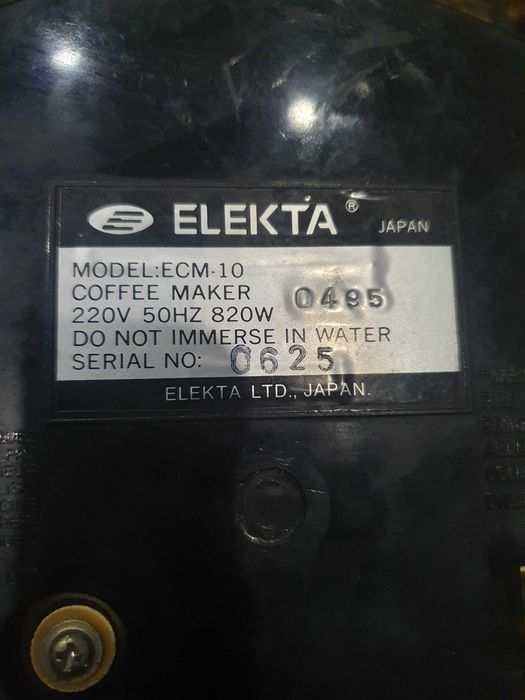 ELEKTA ® JAPAN
MODEL:ECM-10
COFFEE MAKER 0495
220V 50HZ 820W
DO NOT IMMERSE IN WATER
SERIAL NO: 0625
ELEKTA LTD., JAPAN.